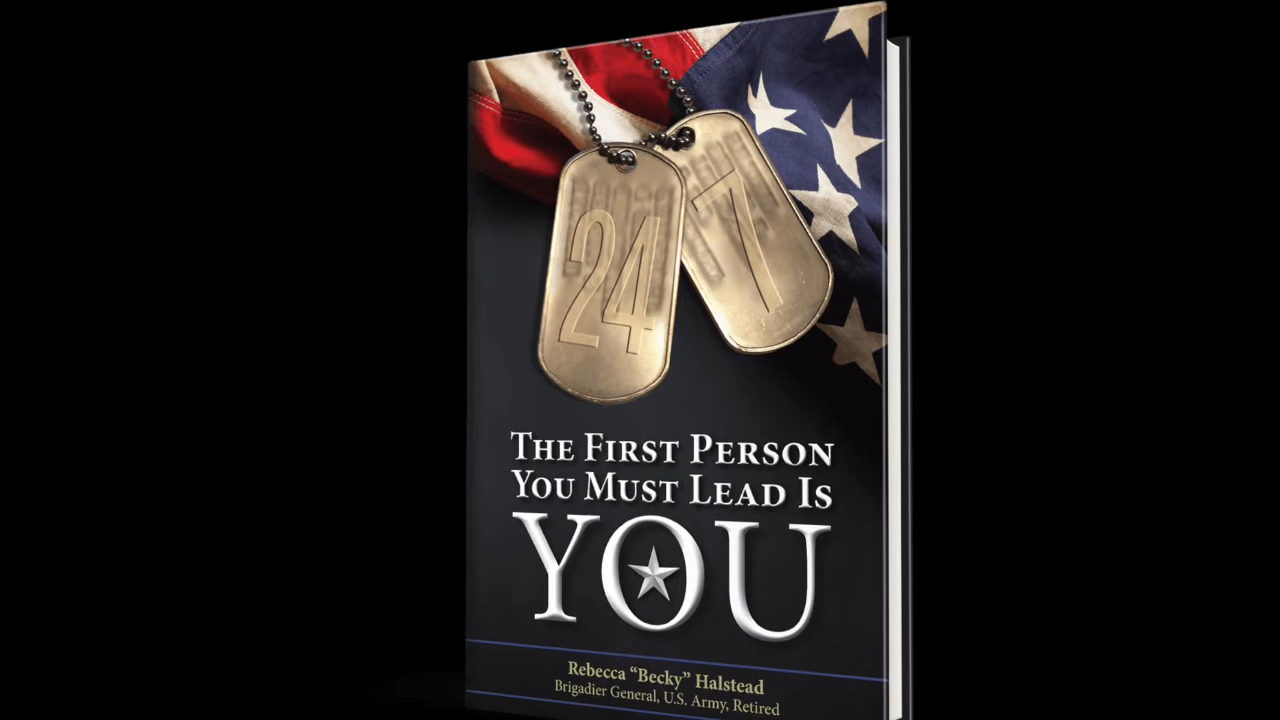 24 7
THE FIRST PERSON
YOU MUST LEAD IS
YOU
Rebecca “Becky” Halstead
Brigadier General, U.S. Army, Retired